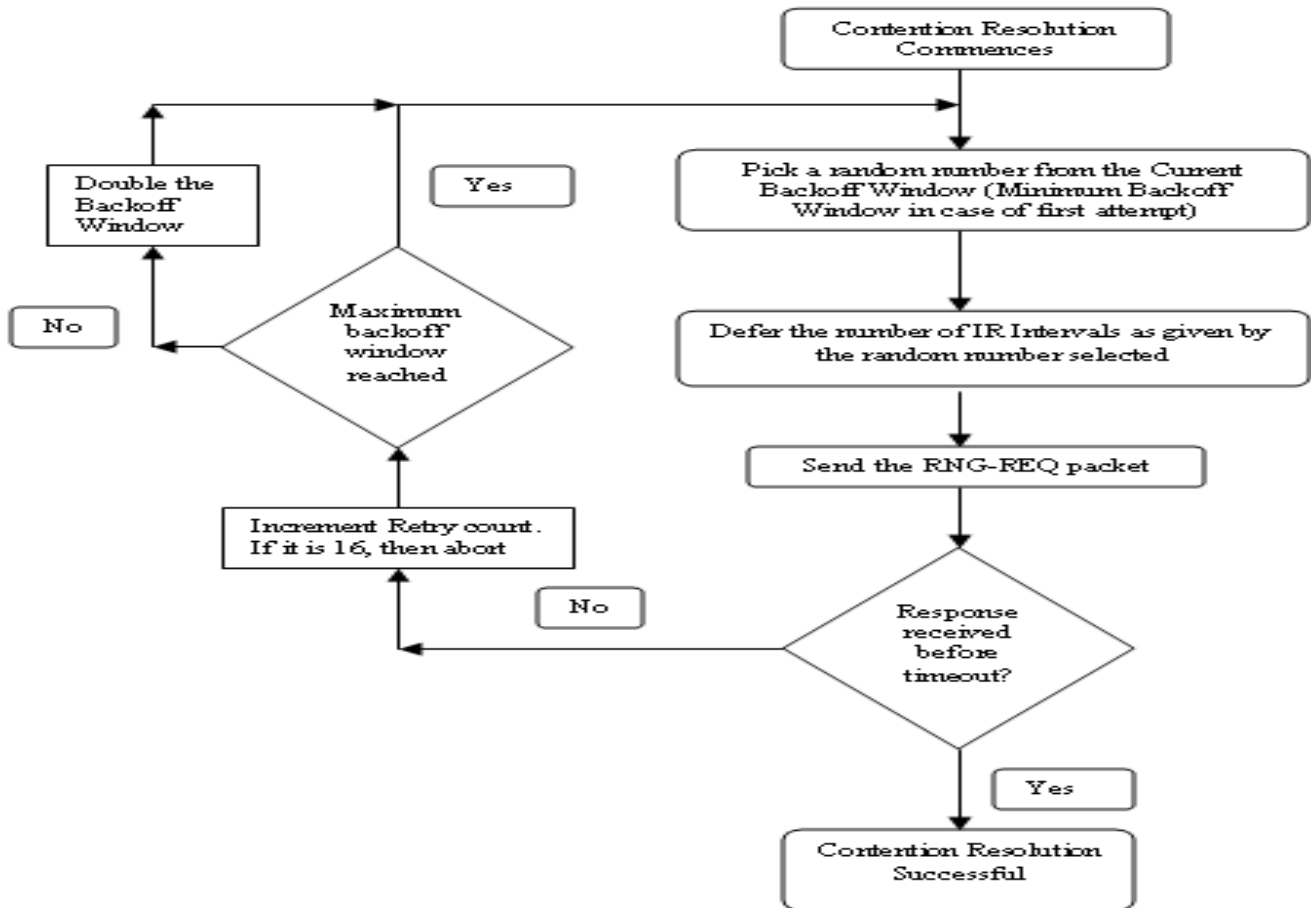 Contention Resolution
Commences
Pick a random number from the Current
Backoff Window (Minimum Backoff
Window in case of first attempt)
Defer the number of IR Intervals as given by
the random number selected
Send the RNG-REQ packet
Response
received
before
timeout?
Yes
Contention Resolution
Successful
No
Increment Retry count.
If it is 16, then abort
Maximum
backoff
window
reached
Yes
No
Double the
Backoff
Window